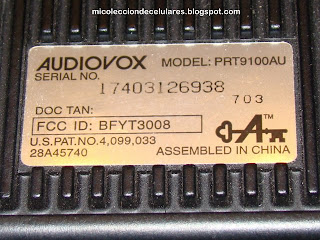 micolecciondecelulares.blogspot.com
AUDIOVOX MODEL: PRT9100AU
SERIAL NO.
17403126938
703
DOC TAN:
FCC ID: BFYT3008
U.S.PAT.NO.4,099,033
28A45740 ASSEMBLED IN CHINA